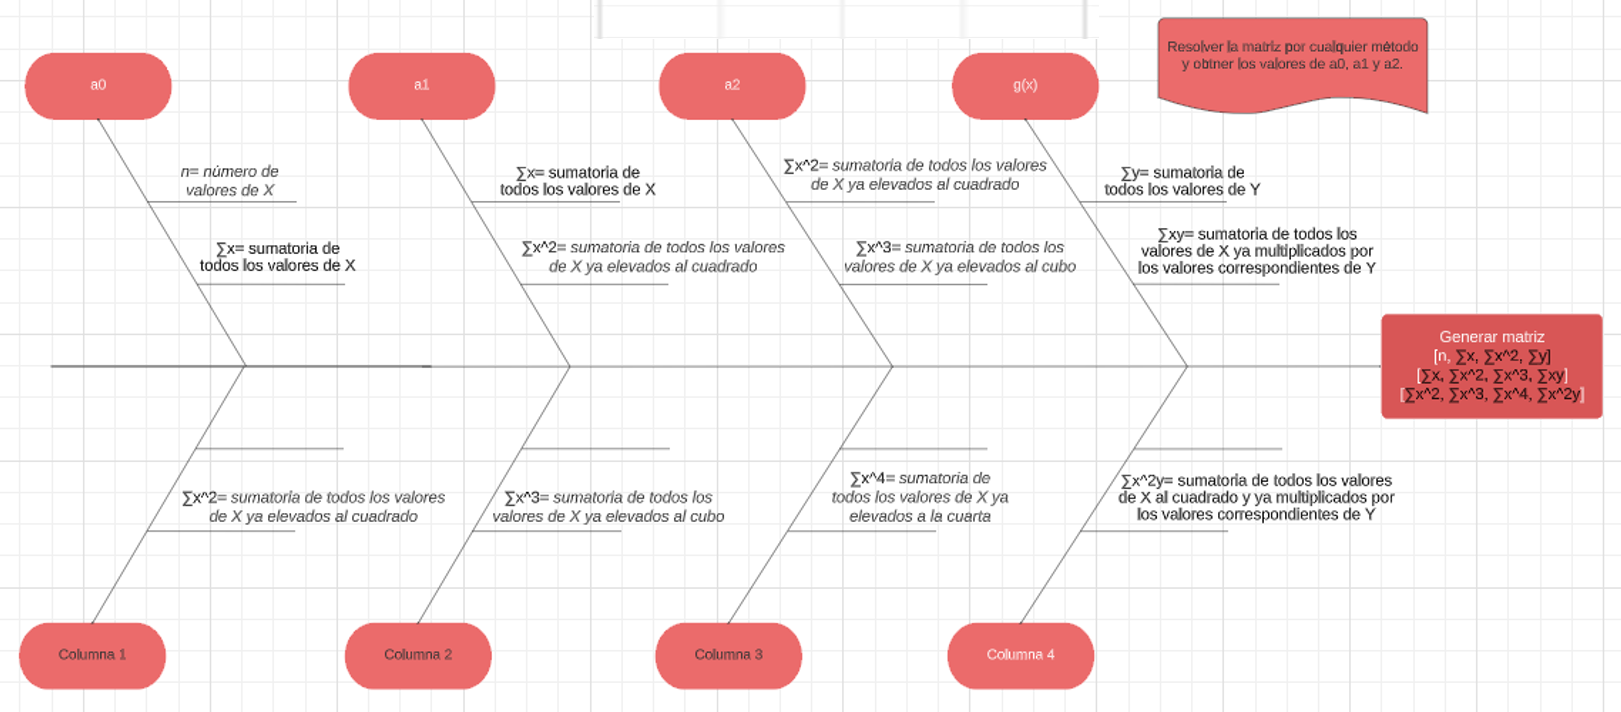 Resolver la matriz por cualquier método
y obtner los valores de a0, a1 y a2.
a0
a1
a2
g(x)
n= número de
valores de X
∑x= sumatoria de
todos los valores de X
∑x^2= sumatoria de todos los valores
de X ya elevados al cuadrado
∑y= sumatoria de
todos los valores de Y
∑x= sumatoria de
todos los valores de X
∑x^2= sumatoria de todos los valores
de X ya elevados al cuadrado
∑x^3= sumatoria de todos los
valores de X ya elevados al cubo
∑xy= sumatoria de todos los
valores de X ya multiplicados por
los valores correspondientes de Y
Generar matriz
[n, ∑x, ∑x^2, ∑y]
[∑x, ∑x^2, ∑x^3, ∑xy]
[∑x^2, ∑x^3, ∑x^4, ∑x^2y]
∑x^2= sumatoria de todos los valores
de X ya elevados al cuadrado
∑x^3= sumatoria de todos los
valores de X ya elevados al cubo
∑x^4= sumatoria de
todos los valores de X ya
elevados a la cuarta
∑x^2y= sumatoria de todos los valores
de X al cuadrado y ya multiplicados por
los valores correspondientes de Y
Columna 1
Columna 2
Columna 3
Columna 4